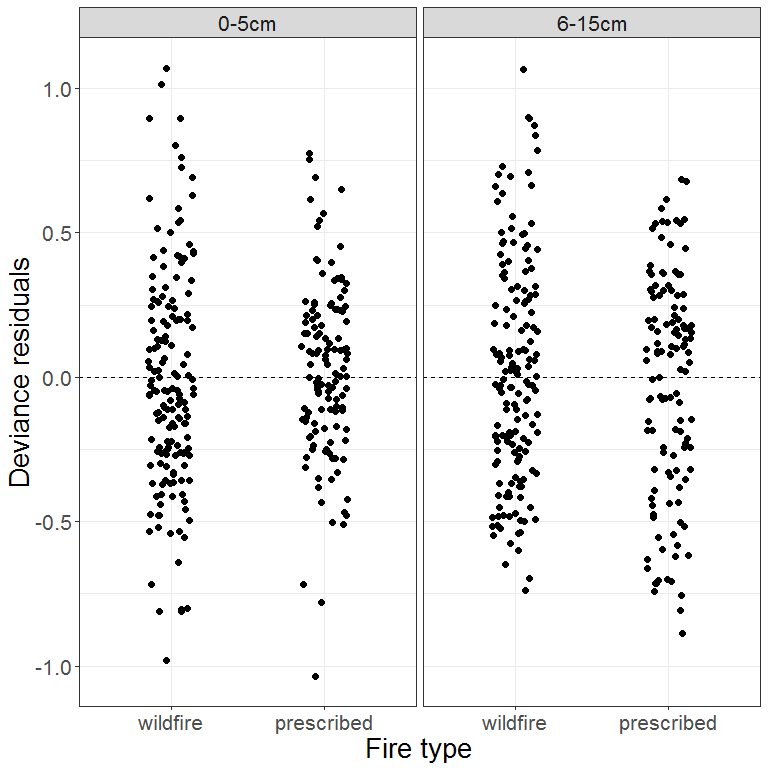 0-5cm
6-15cm
Deviance residuals
1.0
0.5
0.0
-0.5
-1.0
wildfire
prescribed
wildfire
prescribed
Fire type